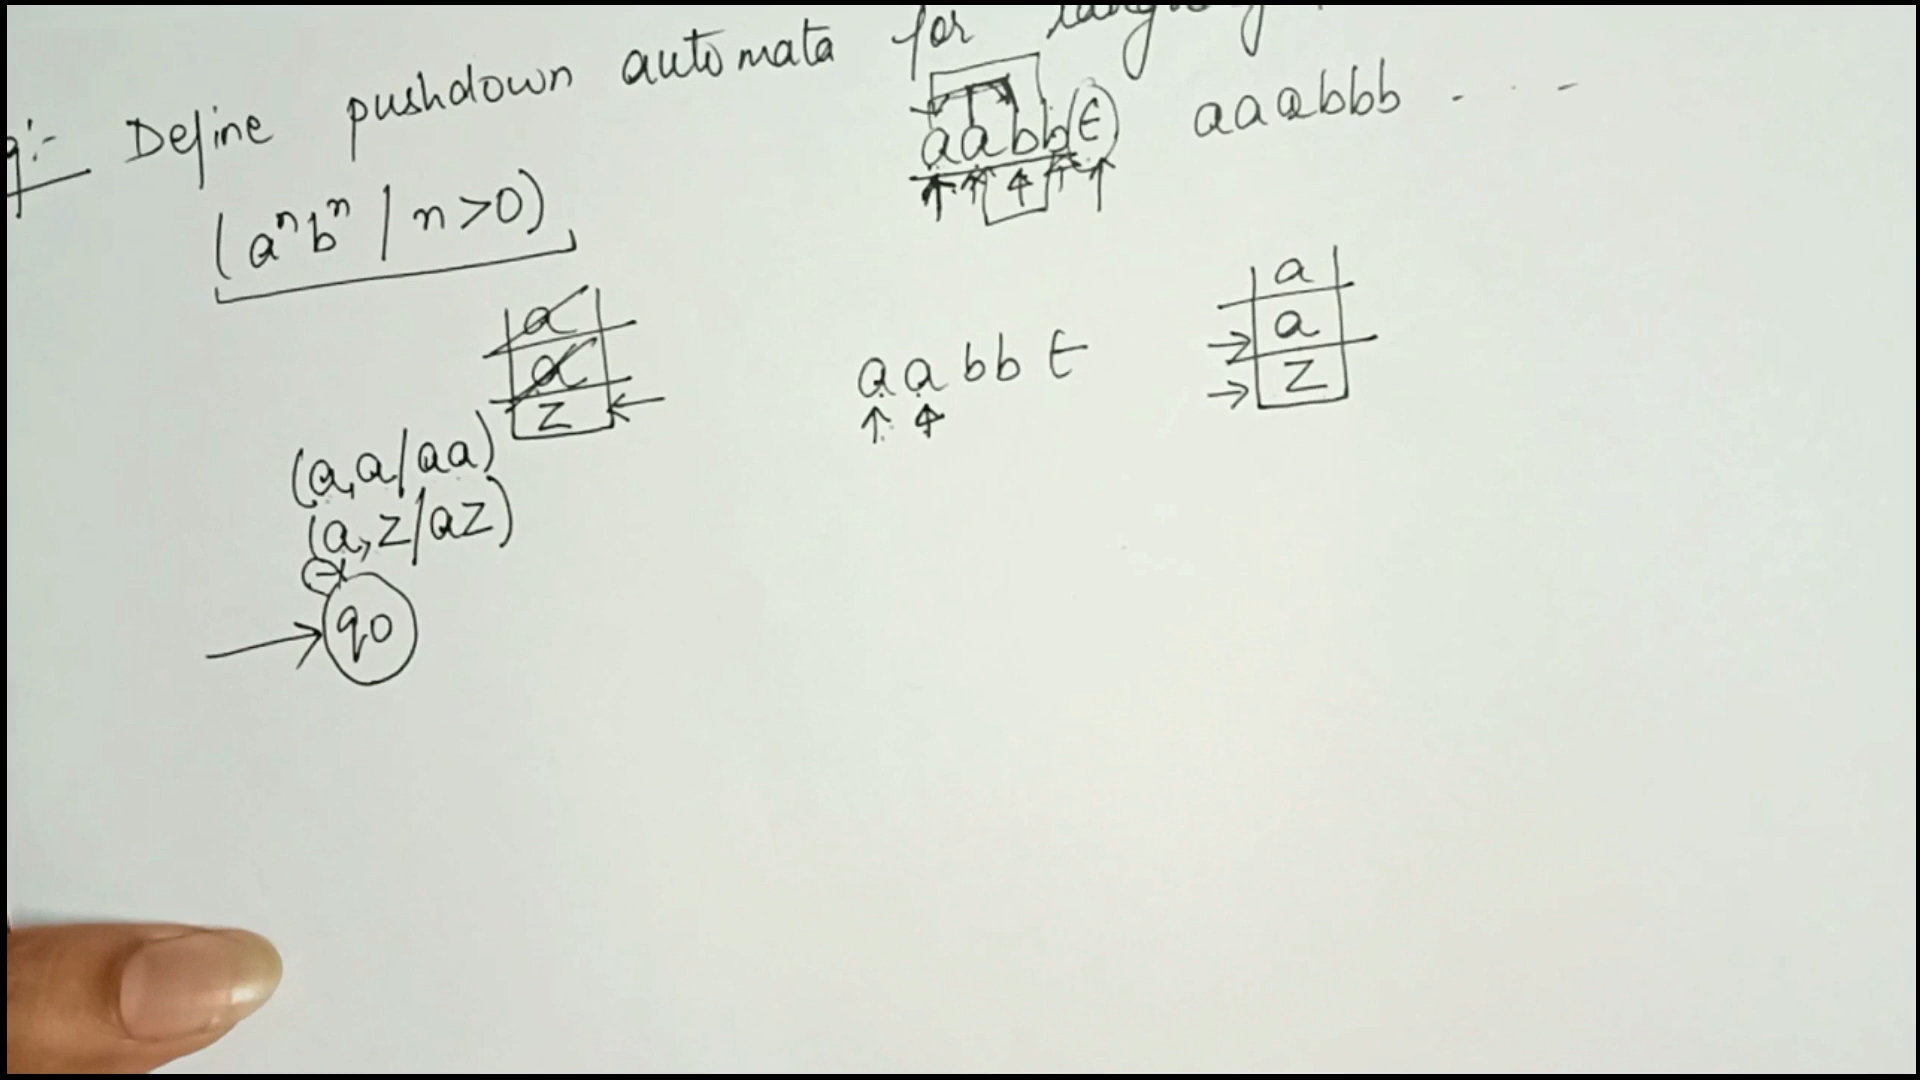 q:- Define pushdown automata for
aabbϵ aaabbb - - -
(aⁿbⁿ / n>0)
a
a
a
a
z
aabbϵ
z
(a,a/aa)
(a,z/az)
q0